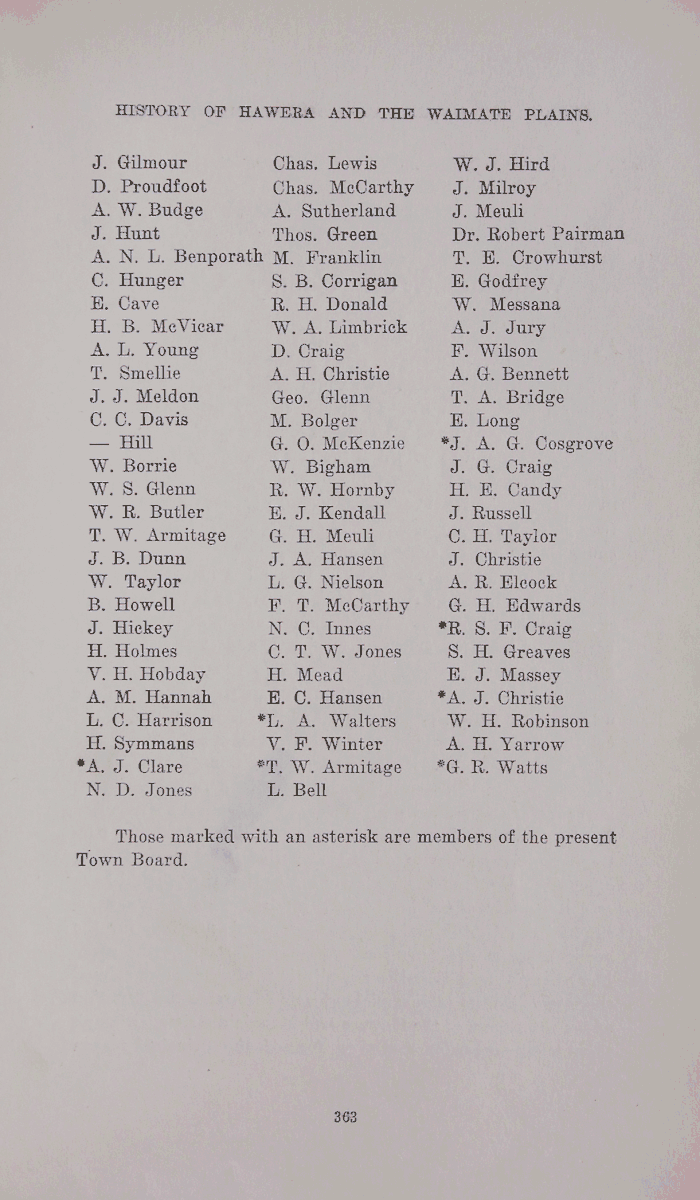 HISTORY OF HAWERA AND THE WAIMATE PLAINS.
J. Gilmour Chas. Lewis W. J. Hird
D. Proudfoot Chas. McCarthy J. Milroy
A. W. Budge A. Sutherland J. Meuli
J. Hunt Thos. Green Dr. Robert Pairman
A. N. L. Benporath M. Franklin T. E. Crowhurst
C. Hunger S. B. Corrigan E. Godfrey
E. Cave R. H. Donald W. Messana
H. B. McVicar W. A. Limbrick A. J. Jury
A. L. Young D. Craig F. Wilson
T. Smellie A. H. Christie A. G. Bennett
J. J. Meldon Geo. Glenn T. A. Bridge
C. C. Davis M. Bolger E. Long
— Hill G. O. McKenzie *J. A. G. Cosgrove
W. Borrie W. Bigham J. G. Craig
W. S. Glenn R. W. Hornby H. E. Candy
W. R. Butler E. J. Kendall J. Russell
T. W. Armitage G. H. Meuli C. H. Taylor
J. B. Dunn J. A. Hansen J. Christie
W. Taylor L. G. Nielson A. R. Elcock
B. Howell F. T. McCarthy G. H. Edwards
J. Hickey N. C. Innes *R. S. F. Craig
H. Holmes C. T. W. Jones S. H. Greaves
V. H. Hobday H. Mead E. J. Massey
A. M. Hannah E. C. Hansen *A. J. Christie
L. C. Harrison *L. A. Walters W. H. Robinson
H. Symmans V. F. Winter A. H. Yarrow
*A. J. Clare *T. W. Armitage *G. R. Watts
N. D. Jones L. Bell
Those marked with an asterisk are members of the present
Town Board.
363